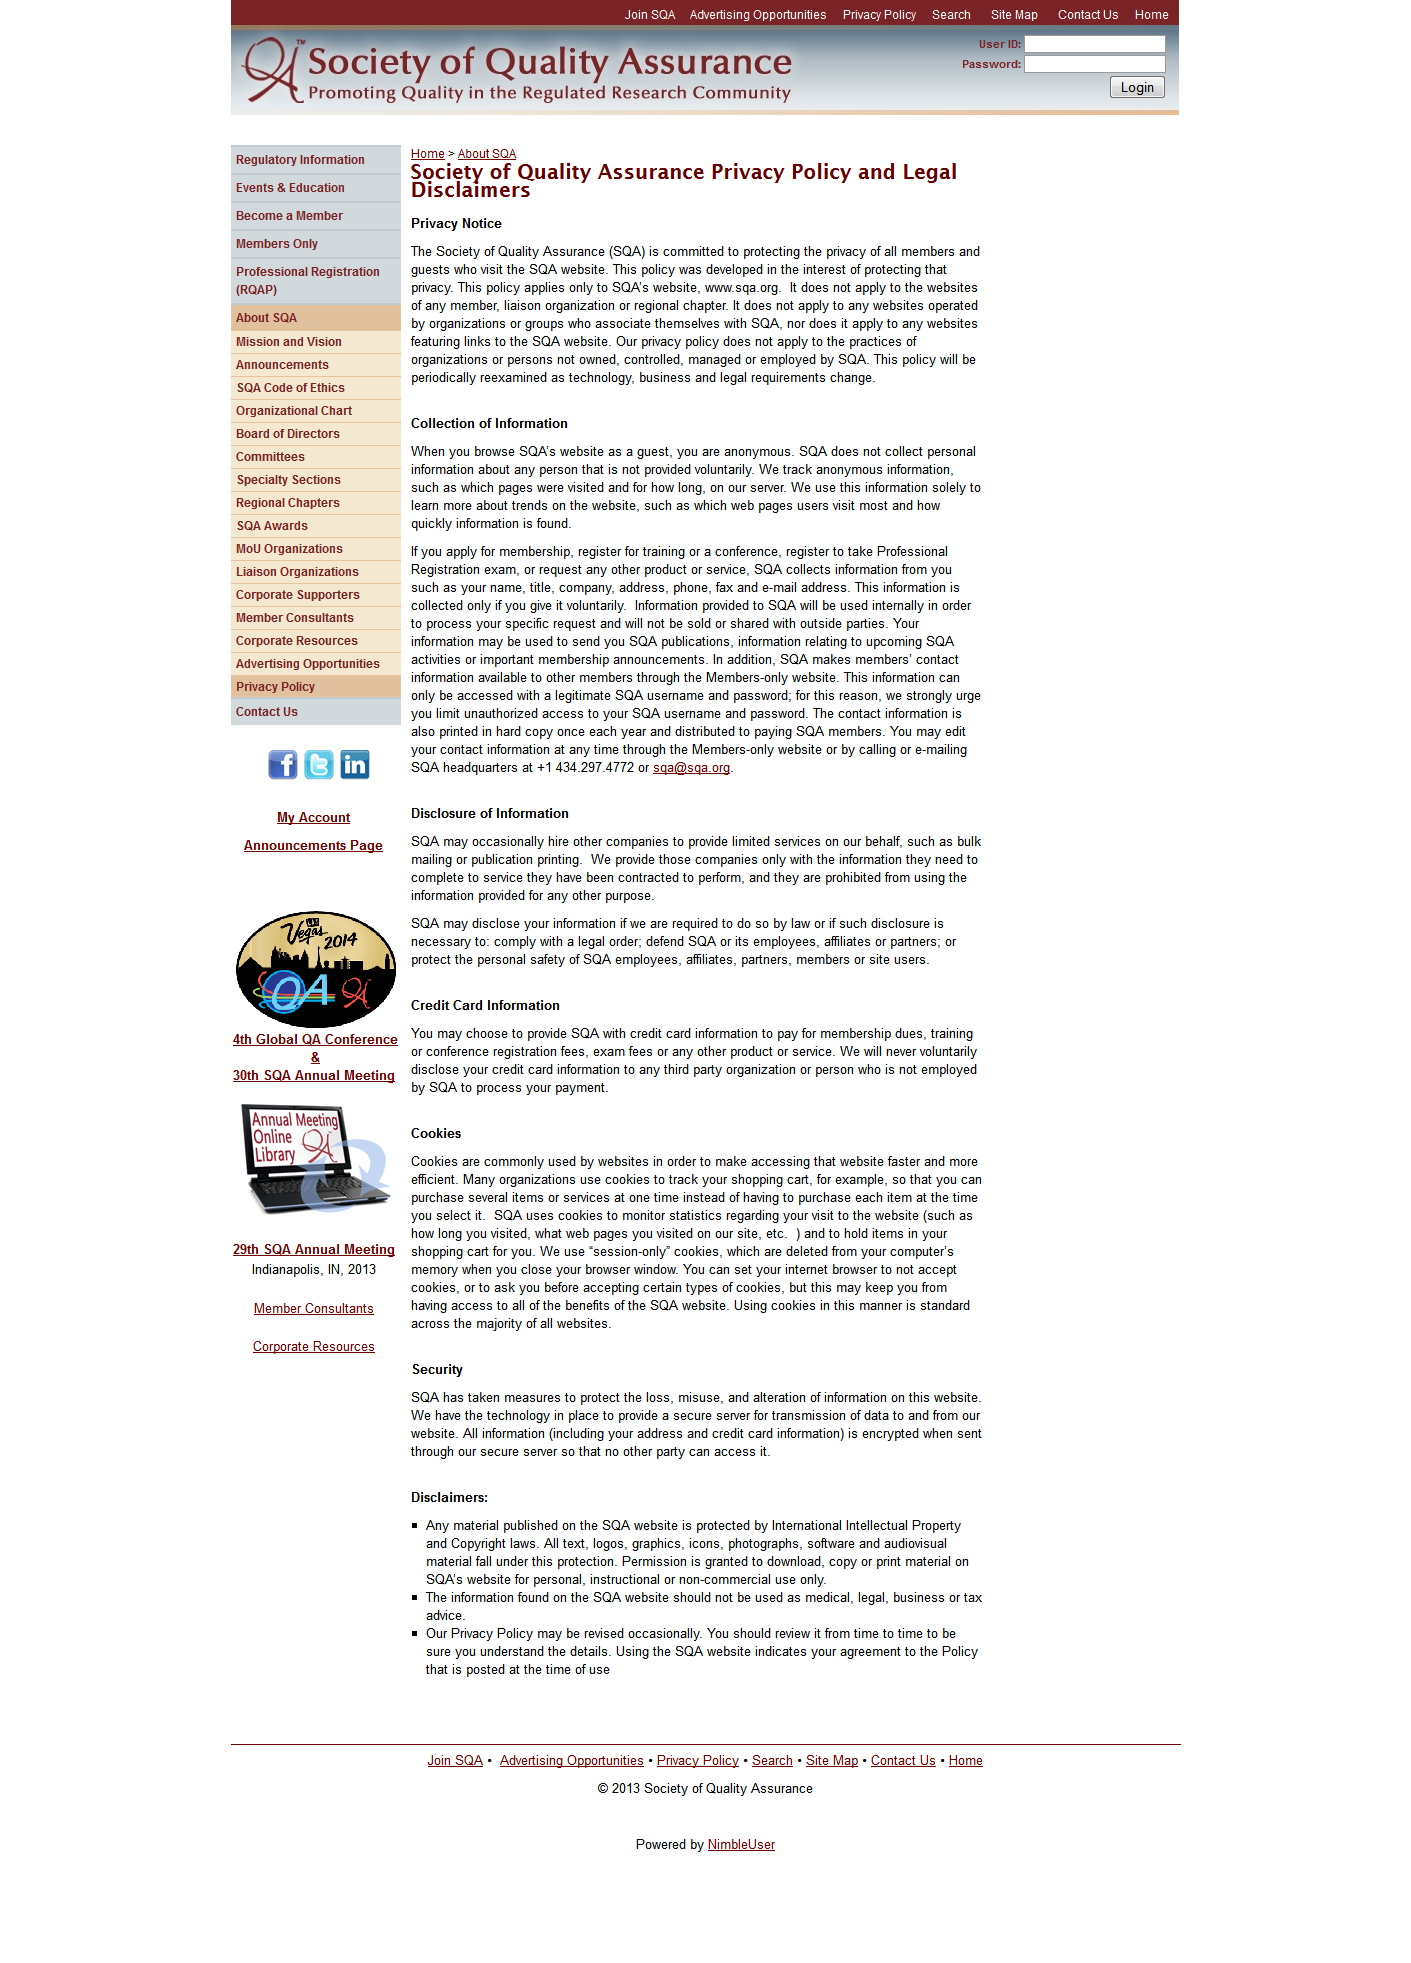 Join SQA Advertising Opportunities Privacy Policy Search Site Map Contact Us Home
QA™ Society of Quality Assurance
Promoting Quality in the Regulated Research Community
User ID:
Password:
Login
Regulatory Information
Events & Education
Become a Member
Members Only
Professional Registration
(RQAP)
About SQA
Mission and Vision
Announcements
SQA Code of Ethics
Organizational Chart
Board of Directors
Committees
Specialty Sections
Regional Chapters
SQA Awards
MoU Organizations
Liaison Organizations
Corporate Supporters
Member Consultants
Corporate Resources
Advertising Opportunities
Privacy Policy
Contact Us
My Account
Announcements Page
Las
Vegas 2014
QA QA
4th Global QA Conference
&
30th SQA Annual Meeting
Annual Meeting
Online
Library QA
29th SQA Annual Meeting
Indianapolis, IN, 2013
Member Consultants
Corporate Resources
Home > About SQA
Society of Quality Assurance Privacy Policy and Legal
Disclaimers
Privacy Notice
The Society of Quality Assurance (SQA) is committed to protecting the privacy of all members and
guests who visit the SQA website. This policy was developed in the interest of protecting that
privacy. This policy applies only to SQA’s website, www.sqa.org.  It does not apply to the websites
of any member, liaison organization or regional chapter. It does not apply to any websites operated
by organizations or groups who associate themselves with SQA, nor does it apply to any websites
featuring links to the SQA website. Our privacy policy does not apply to the practices of
organizations or persons not owned, controlled, managed or employed by SQA. This policy will be
periodically reexamined as technology, business and legal requirements change.
Collection of Information
When you browse SQA’s website as a guest, you are anonymous. SQA does not collect personal
information about any person that is not provided voluntarily. We track anonymous information,
such as which pages were visited and for how long, on our server. We use this information solely to
learn more about trends on the website, such as which web pages users visit most and how
quickly information is found.
If you apply for membership, register for training or a conference, register to take Professional
Registration exam, or request any other product or service, SQA collects information from you
such as your name, title, company, address, phone, fax and e-mail address. This information is
collected only if you give it voluntarily.  Information provided to SQA will be used internally in order
to process your specific request and will not be sold or shared with outside parties. Your
information may be used to send you SQA publications, information relating to upcoming SQA
activities or important membership announcements. In addition, SQA makes members’ contact
information available to other members through the Members-only website. This information can
only be accessed with a legitimate SQA username and password; for this reason, we strongly urge
you limit unauthorized access to your SQA username and password. The contact information is
also printed in hard copy once each year and distributed to paying SQA members. You may edit
your contact information at any time through the Members-only website or by calling or e-mailing
SQA headquarters at +1 434.297.4772 or sqa@sqa.org.
Disclosure of Information
SQA may occasionally hire other companies to provide limited services on our behalf, such as bulk
mailing or publication printing.  We provide those companies only with the information they need to
complete to service they have been contracted to perform, and they are prohibited from using the
information provided for any other purpose.
SQA may disclose your information if we are required to do so by law or if such disclosure is
necessary to: comply with a legal order; defend SQA or its employees, affiliates or partners; or
protect the personal safety of SQA employees, affiliates, partners, members or site users.
Credit Card Information
You may choose to provide SQA with credit card information to pay for membership dues, training
or conference registration fees, exam fees or any other product or service. We will never voluntarily
disclose your credit card information to any third party organization or person who is not employed
by SQA to process your payment.
Cookies
Cookies are commonly used by websites in order to make accessing that website faster and more
efficient. Many organizations use cookies to track your shopping cart, for example, so that you can
purchase several items or services at one time instead of having to purchase each item at the time
you select it.  SQA uses cookies to monitor statistics regarding your visit to the website (such as
how long you visited, what web pages you visited on our site, etc.  ) and to hold items in your
shopping cart for you. We use “session-only” cookies, which are deleted from your computer’s
memory when you close your browser window. You can set your internet browser to not accept
cookies, or to ask you before accepting certain types of cookies, but this may keep you from
having access to all of the benefits of the SQA website. Using cookies in this manner is standard
across the majority of all websites.
Security
SQA has taken measures to protect the loss, misuse, and alteration of information on this website.
We have the technology in place to provide a secure server for transmission of data to and from our
website. All information (including your address and credit card information) is encrypted when sent
through our secure server so that no other party can access it.
Disclaimers:
▪ Any material published on the SQA website is protected by International Intellectual Property
and Copyright laws. All text, logos, graphics, icons, photographs, software and audiovisual
material fall under this protection. Permission is granted to download, copy or print material on
SQA’s website for personal, instructional or non-commercial use only.
▪ The information found on the SQA website should not be used as medical, legal, business or tax
advice.
▪ Our Privacy Policy may be revised occasionally. You should review it from time to time to be
sure you understand the details. Using the SQA website indicates your agreement to the Policy
that is posted at the time of use
Join SQA •  Advertising Opportunities • Privacy Policy • Search • Site Map • Contact Us • Home
© 2013 Society of Quality Assurance
Powered by NimbleUser